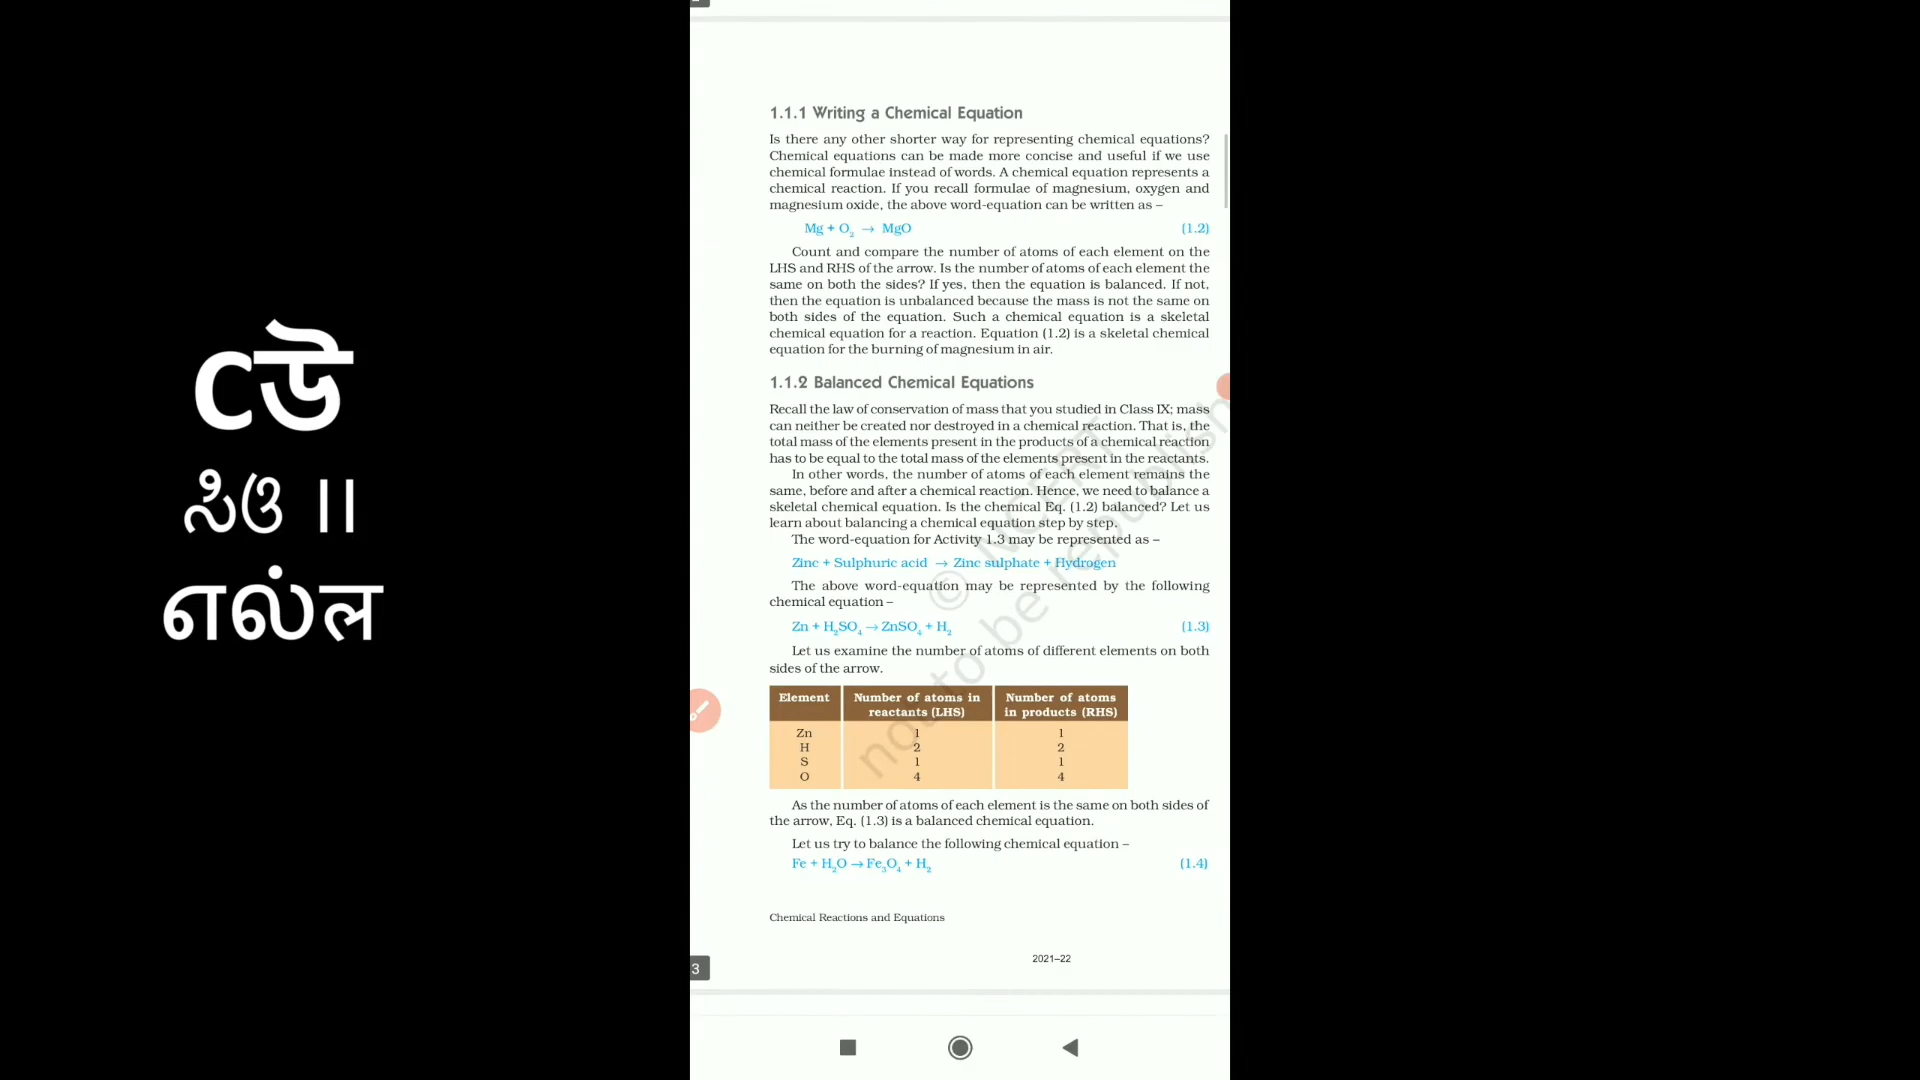 cউ
ಸಿಠ ।।
எல்ல
1.1.1 Writing a Chemical Equation
Is there any other shorter way for representing chemical equations?
Chemical equations can be made more concise and useful if we use
chemical formulae instead of words. A chemical equation represents a
chemical reaction. If you recall formulae of magnesium, oxygen and
magnesium oxide, the above word-equation can be written as –
Mg + O₂ → MgO (1.2)
Count and compare the number of atoms of each element on the
LHS and RHS of the arrow. Is the number of atoms of each element the
same on both the sides? If yes, then the equation is balanced. If not,
then the equation is unbalanced because the mass is not the same on
both sides of the equation. Such a chemical equation is a skeletal
chemical equation for a reaction. Equation (1.2) is a skeletal chemical
equation for the burning of magnesium in air.
1.1.2 Balanced Chemical Equations
Recall the law of conservation of mass that you studied in Class IX; mass
can neither be created nor destroyed in a chemical reaction. That is, the
total mass of the elements present in the products of a chemical reaction
has to be equal to the total mass of the elements present in the reactants.
In other words, the number of atoms of each element remains the
same, before and after a chemical reaction. Hence, we need to balance a
skeletal chemical equation. Is the chemical Eq. (1.2) balanced? Let us
learn about balancing a chemical equation step by step.
The word-equation for Activity 1.3 may be represented as –
Zinc + Sulphuric acid → Zinc sulphate + Hydrogen
The above word-equation may be represented by the following
chemical equation –
Zn + H₂SO₄ → ZnSO₄ + H₂ (1.3)
Let us examine the number of atoms of different elements on both
sides of the arrow.
Element Number of atoms in reactants (LHS) Number of atoms in products (RHS)
Zn 1 1
H 2 2
S 1 1
O 4 4
As the number of atoms of each element is the same on both sides of
the arrow, Eq. (1.3) is a balanced chemical equation.
Let us try to balance the following chemical equation –
Fe + H₂O → Fe₃O₄ + H₂ (1.4)
Chemical Reactions and Equations
2021–22
3
© NCERT
not to be republish